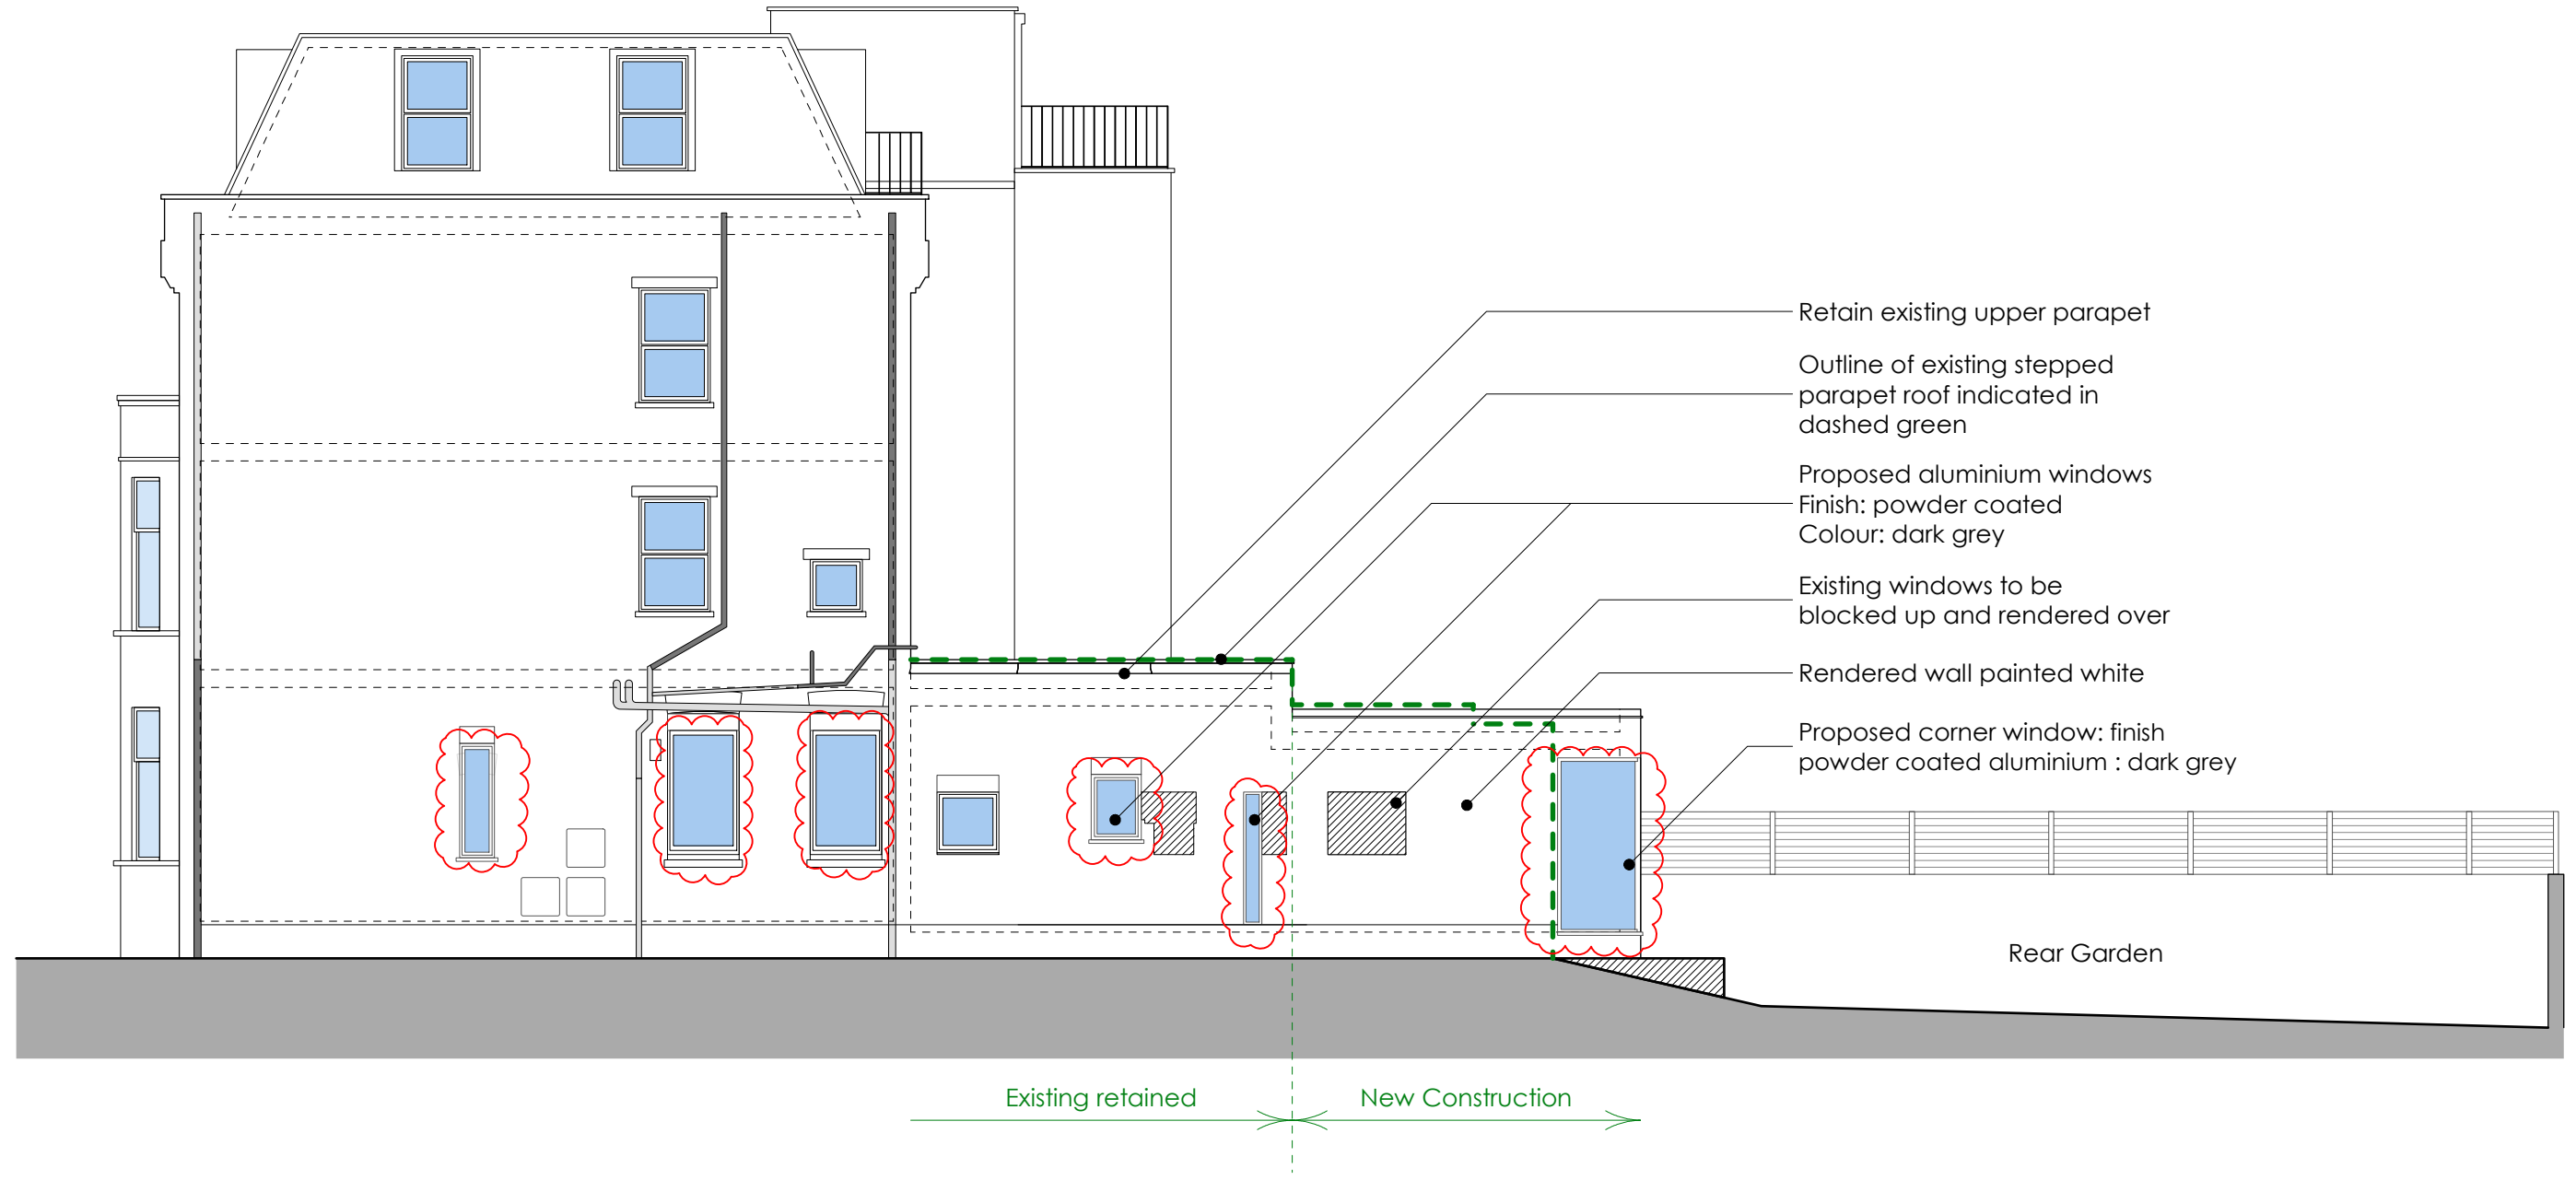 Retain existing upper parapet
Outline of existing stepped
parapet roof indicated in
dashed green
Proposed aluminium windows
Finish: powder coated
Colour: dark grey
Existing windows to be
blocked up and rendered over
Rendered wall painted white
Proposed corner window: finish
powder coated aluminium : dark grey
Rear Garden
Existing retained
New Construction